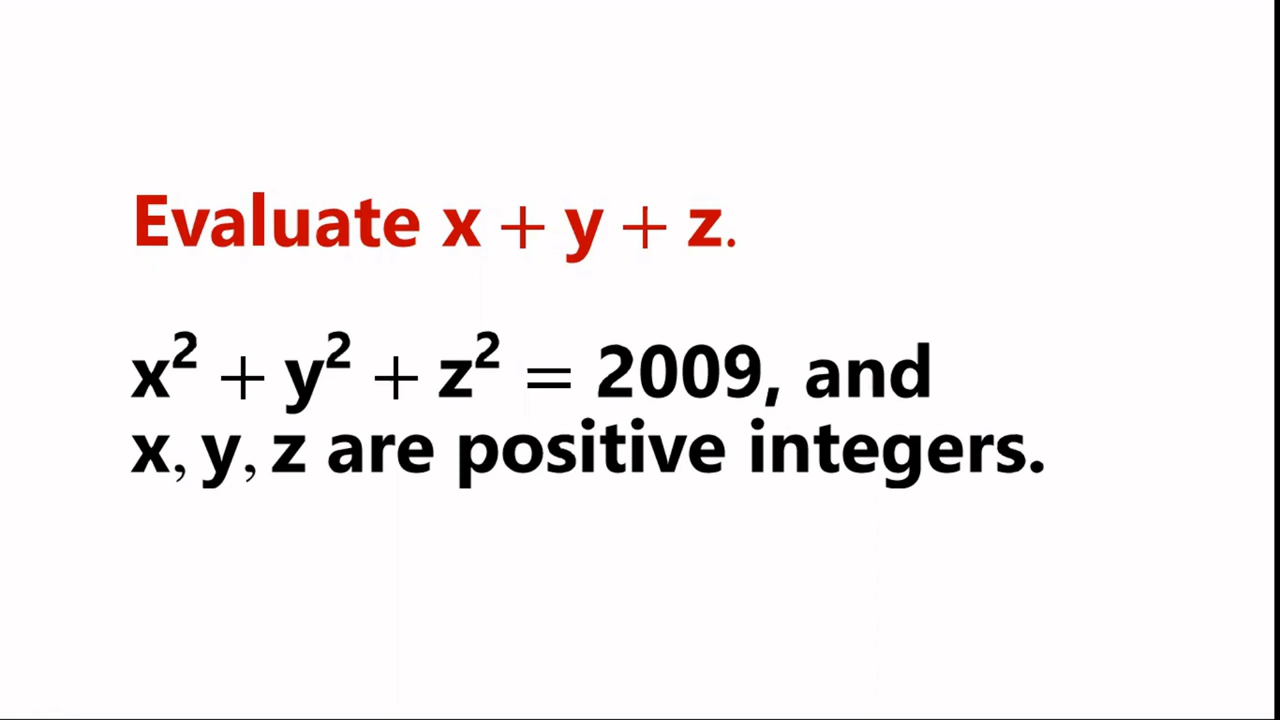 Evaluate x + y + z.
x² + y² + z² = 2009, and
x, y, z are positive integers.